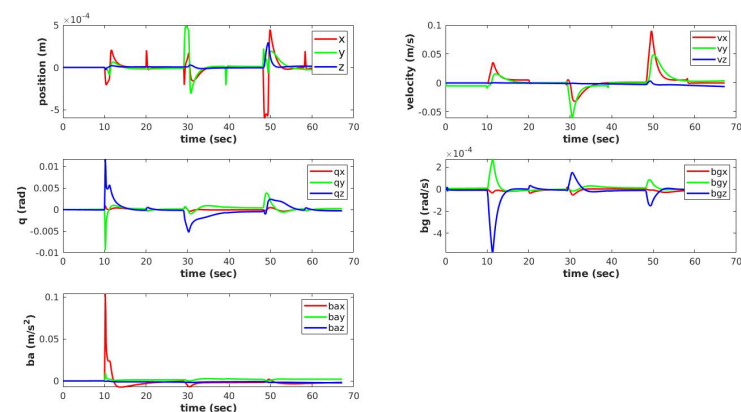 ×10⁻⁴
5
0
-5
position (m)
0 10 20 30 40 50 60 70
time (sec)
x
y
z
0.1
0.05
0
-0.05
velocity (m/s)
0 10 20 30 40 50 60 70
time (sec)
vx
vy
vz
0.01
0.005
0
-0.005
-0.01
q (rad)
0 10 20 30 40 50 60 70
time (sec)
qx
qy
qz
×10⁻⁴
2
0
-2
-4
bg (rad/s)
0 10 20 30 40 50 60 70
time (sec)
bgx
bgy
bgz
0.1
0.05
0
ba (m/s²)
0 10 20 30 40 50 60 70
time (sec)
bax
bay
baz